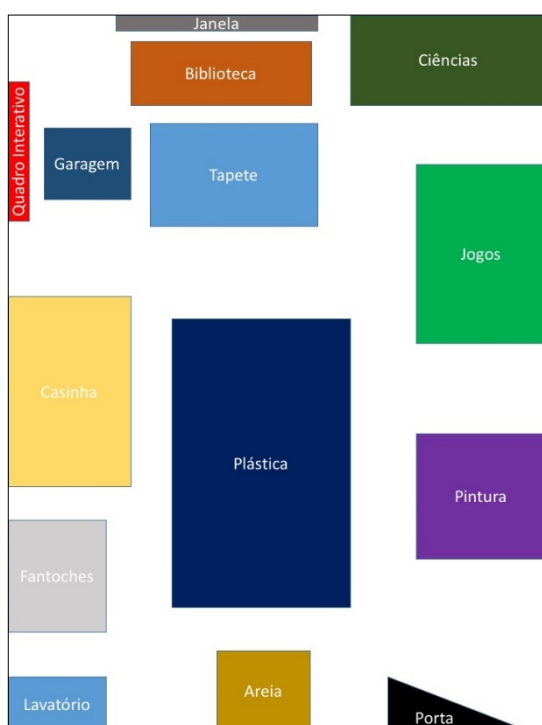 Janela
Biblioteca
Ciências
Quadro Interativo
Garagem
Tapete
Jogos
Casinha
Plástica
Pintura
Fantoches
Lavatório
Areia
Porta